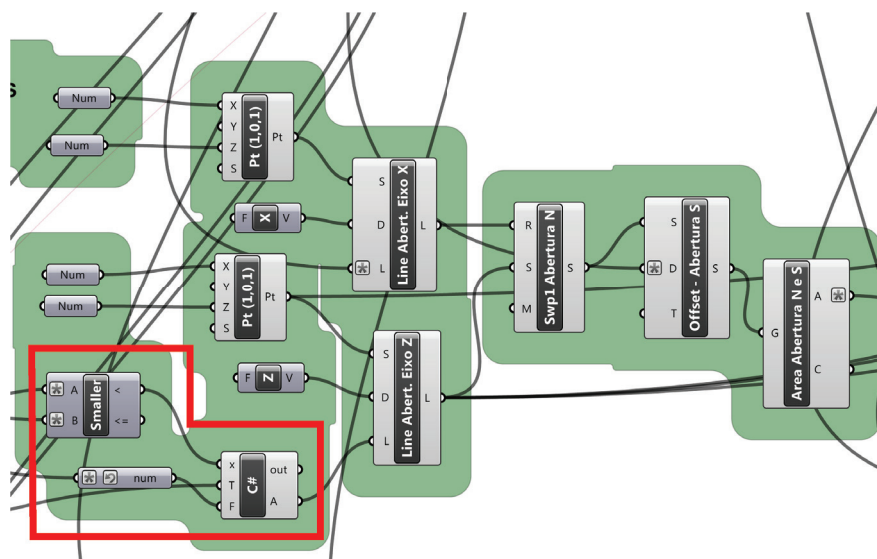 s
Num
Num
X
Y
Z
S
Pt (1,0,1)
Pt
F
X
V
S
D
L
Line Abert. Eixo X
L
Num
Num
X
Y
Z
S
Pt (1,0,1)
Pt
F
Z
V
S
D
L
Line Abert. Eixo Z
L
A
B
Smaller
<
<=
num
x
T
F
C#
out
A
R
S
M
Swp1 Abertura N
S
S
D
T
Offset - Abertura S
S
G
Area Abertura N e S
A
C